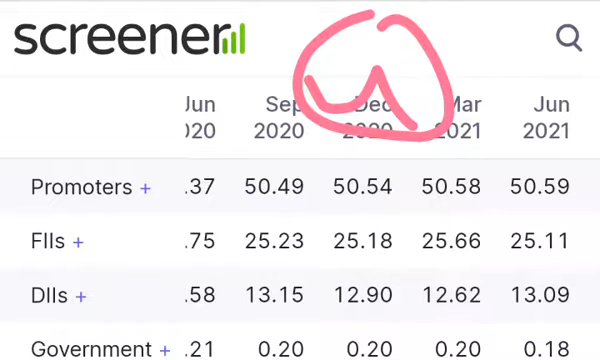 screener
Jun Sep Dec Mar Jun
020 2020 2020 2021 2021
Promoters + .37 50.49 50.54 50.58 50.59
FIIs + .75 25.23 25.18 25.66 25.11
DIIs + .58 13.15 12.90 12.62 13.09
Government + .21 0.20 0.20 0.20 0.18